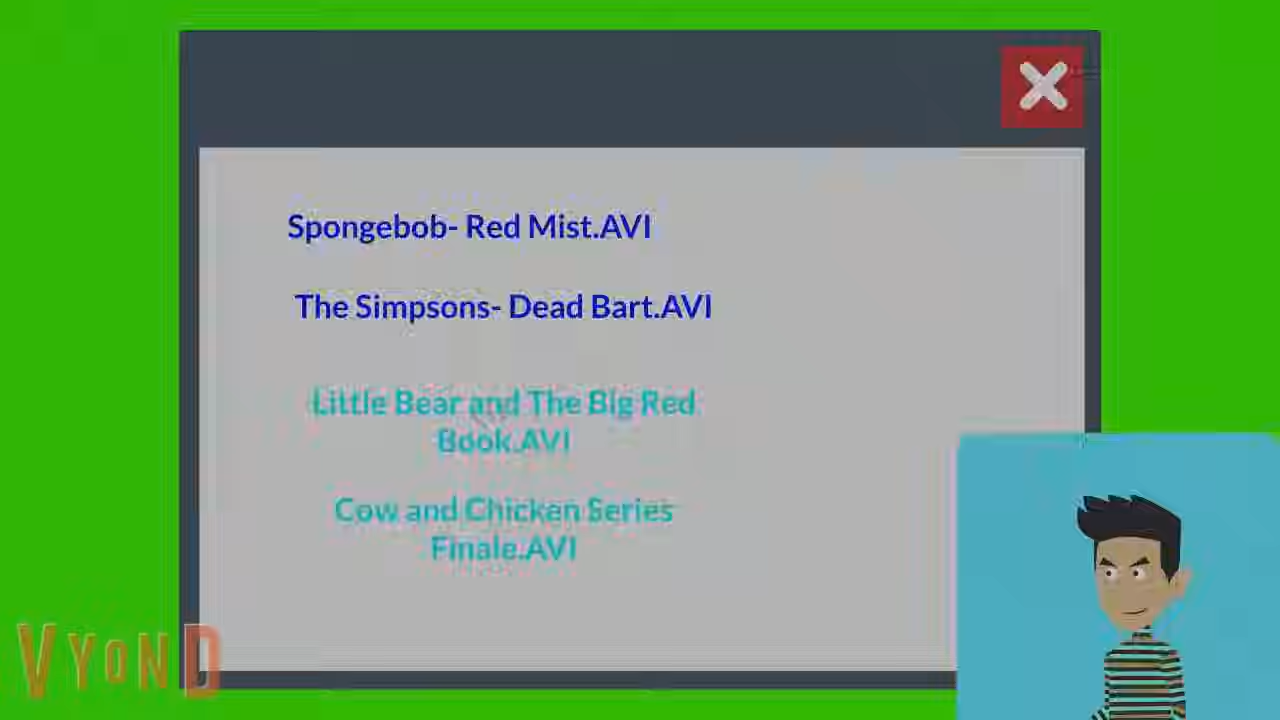 Spongebob- Red Mist.AVI
The Simpsons- Dead Bart.AVI
Little Bear and The Big Red
Book.AVI
Cow and Chicken Series
Finale.AVI
VYOND